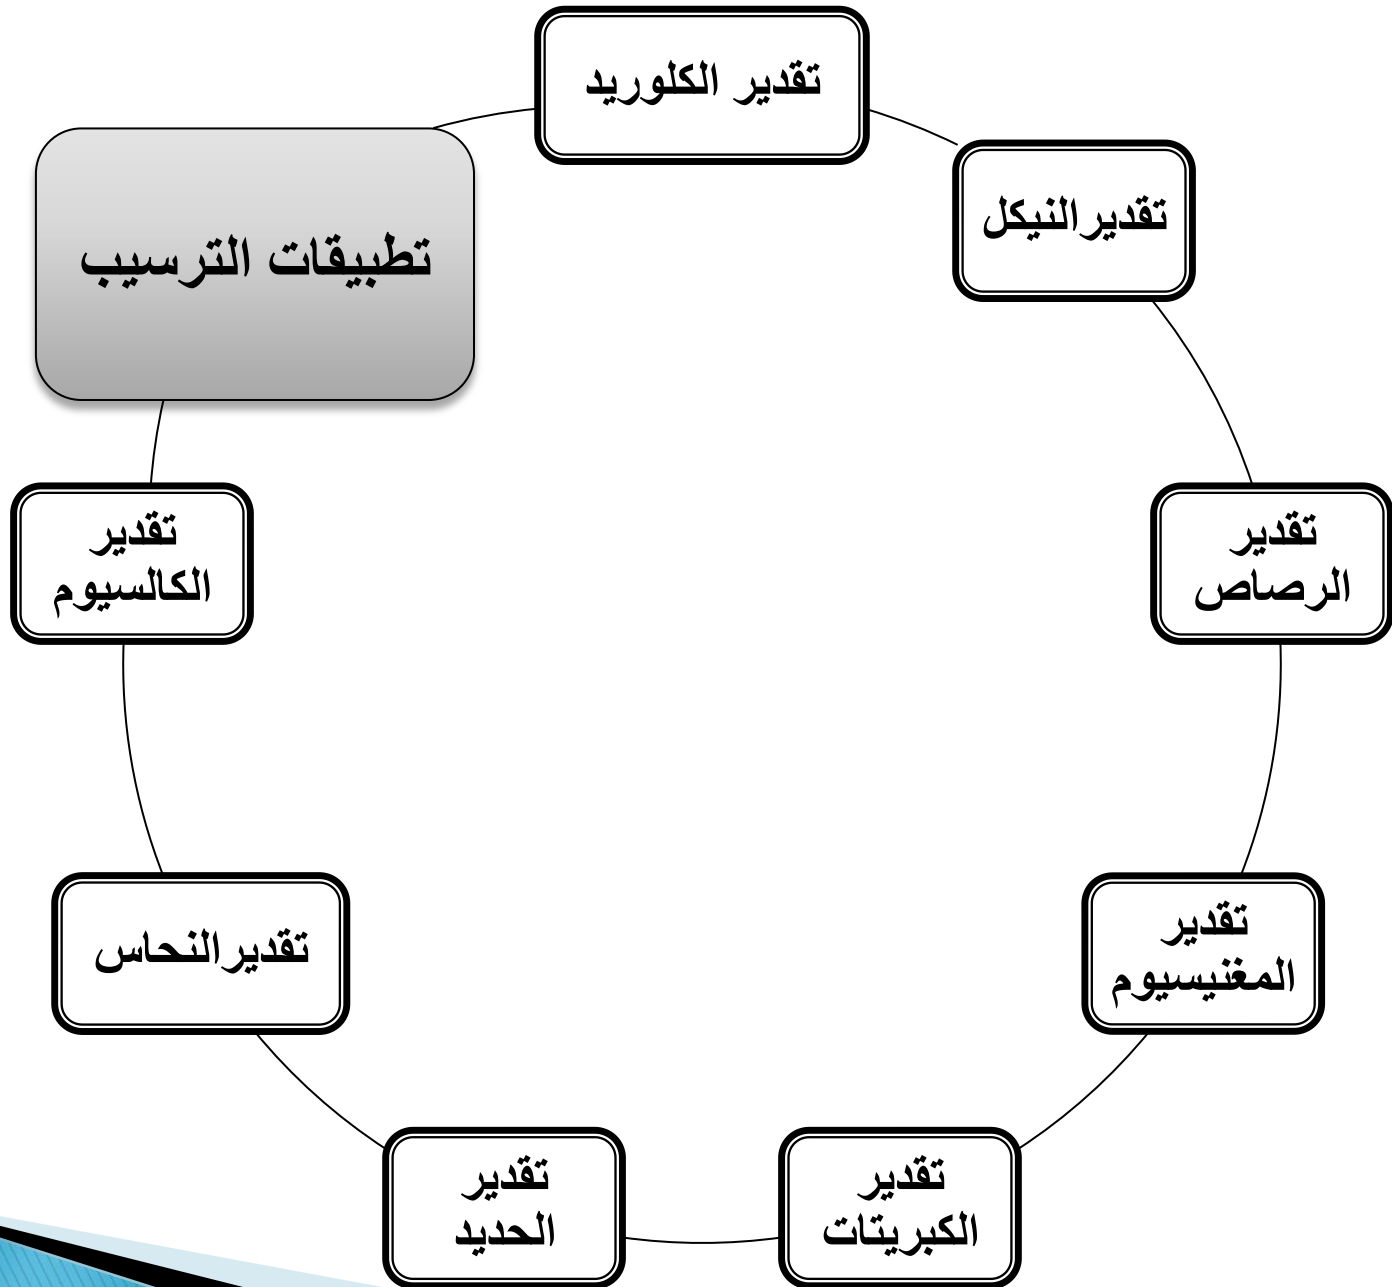 تطبيقات الترسيب
تقدير الكلوريد
تقديرالنيكل
تقدير
الرصاص
تقدير
المغنيسيوم
تقدير
الكبريتات
تقدير
الحديد
تقديرالنحاس
تقدير
الكالسيوم